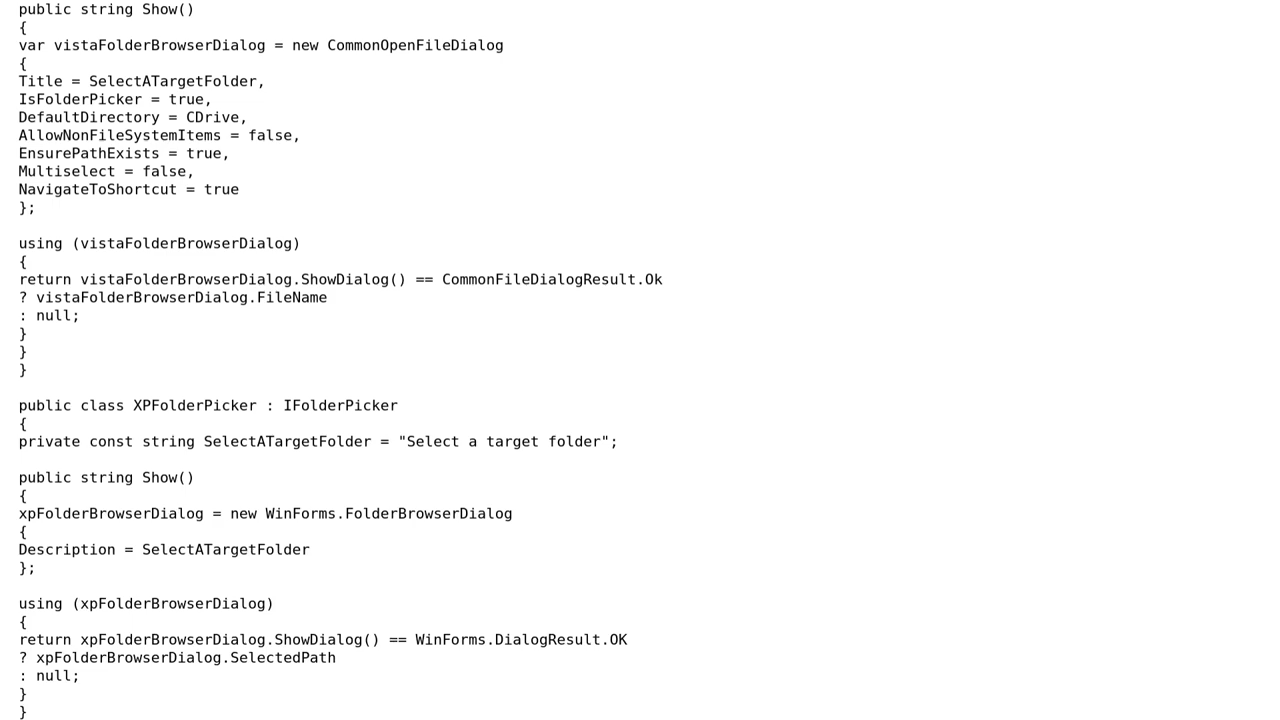 public string Show()
{
var vistaFolderBrowserDialog = new CommonOpenFileDialog
{
Title = SelectATargetFolder,
IsFolderPicker = true,
DefaultDirectory = CDrive,
AllowNonFileSystemItems = false,
EnsurePathExists = true,
Multiselect = false,
NavigateToShortcut = true
};

using (vistaFolderBrowserDialog)
{
return vistaFolderBrowserDialog.ShowDialog() == CommonFileDialogResult.Ok
? vistaFolderBrowserDialog.FileName
: null;
}
}
}

public class XPFolderPicker : IFolderPicker
{
private const string SelectATargetFolder = "Select a target folder";

public string Show()
{
xpFolderBrowserDialog = new WinForms.FolderBrowserDialog
{
Description = SelectATargetFolder
};

using (xpFolderBrowserDialog)
{
return xpFolderBrowserDialog.ShowDialog() == WinForms.DialogResult.OK
? xpFolderBrowserDialog.SelectedPath
: null;
}
}